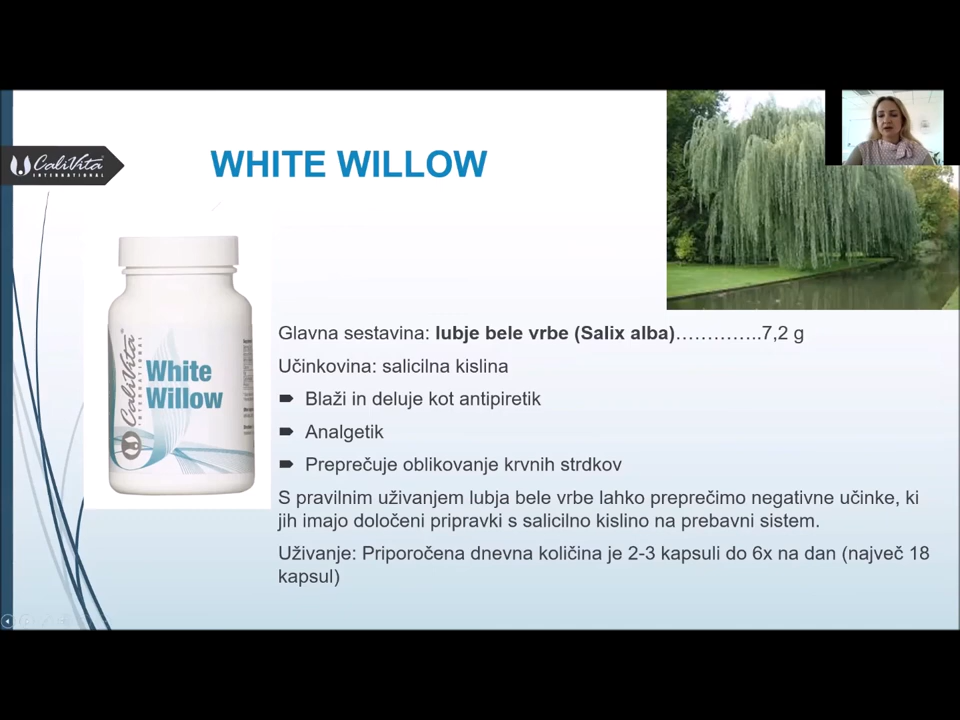 CaliVita
INTERNATIONAL
WHITE WILLOW
CaliVita
INTERNATIONAL
White
Willow
Glavna sestavina: lubje bele vrbe (Salix alba)…………..7,2 g
Učinkovina: salicilna kislina
Blaži in deluje kot antipiretik
Analgetik
Preprečuje oblikovanje krvnih strdkov
S pravilnim uživanjem lubja bele vrbe lahko preprečimo negativne učinke, ki
jih imajo določeni pripravki s salicilno kislino na prebavni sistem.
Uživanje: Priporočena dnevna količina je 2-3 kapsuli do 6x na dan (največ 18
kapsul)